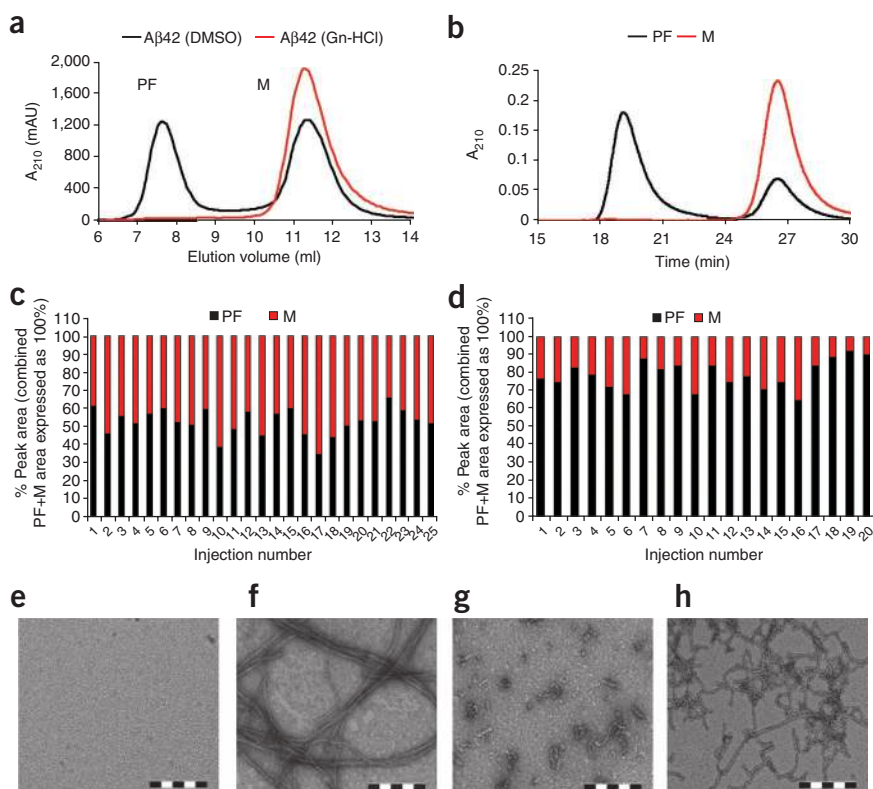 a
Aβ42 (DMSO) Aβ42 (Gn-HCl)
2,000
1,600
1,200
800
400
0
PF
M
A210 (mAU)
6 7 8 9 10 11 12 13 14
Elution volume (ml)
b
PF M
0.25
0.2
0.15
0.1
0.05
0
A210
15 18 21 24 27 30
Time (min)
c
PF M
110
100
90
80
70
60
50
40
30
20
10
0
% Peak area (combined
PF+M area expressed as 100%)
1 2 3 4 5 6 7 8 9 10 11 12 13 14 15 16 17 18 19 20 21 22 23 24 25
Injection number
d
PF M
110
100
90
80
70
60
50
40
30
20
10
0
% Peak area (combined
PF+M area expressed as 100%)
1 2 3 4 5 6 7 8 9 10 11 12 13 14 15 16 17 18 19 20
Injection number
e
f
g
h